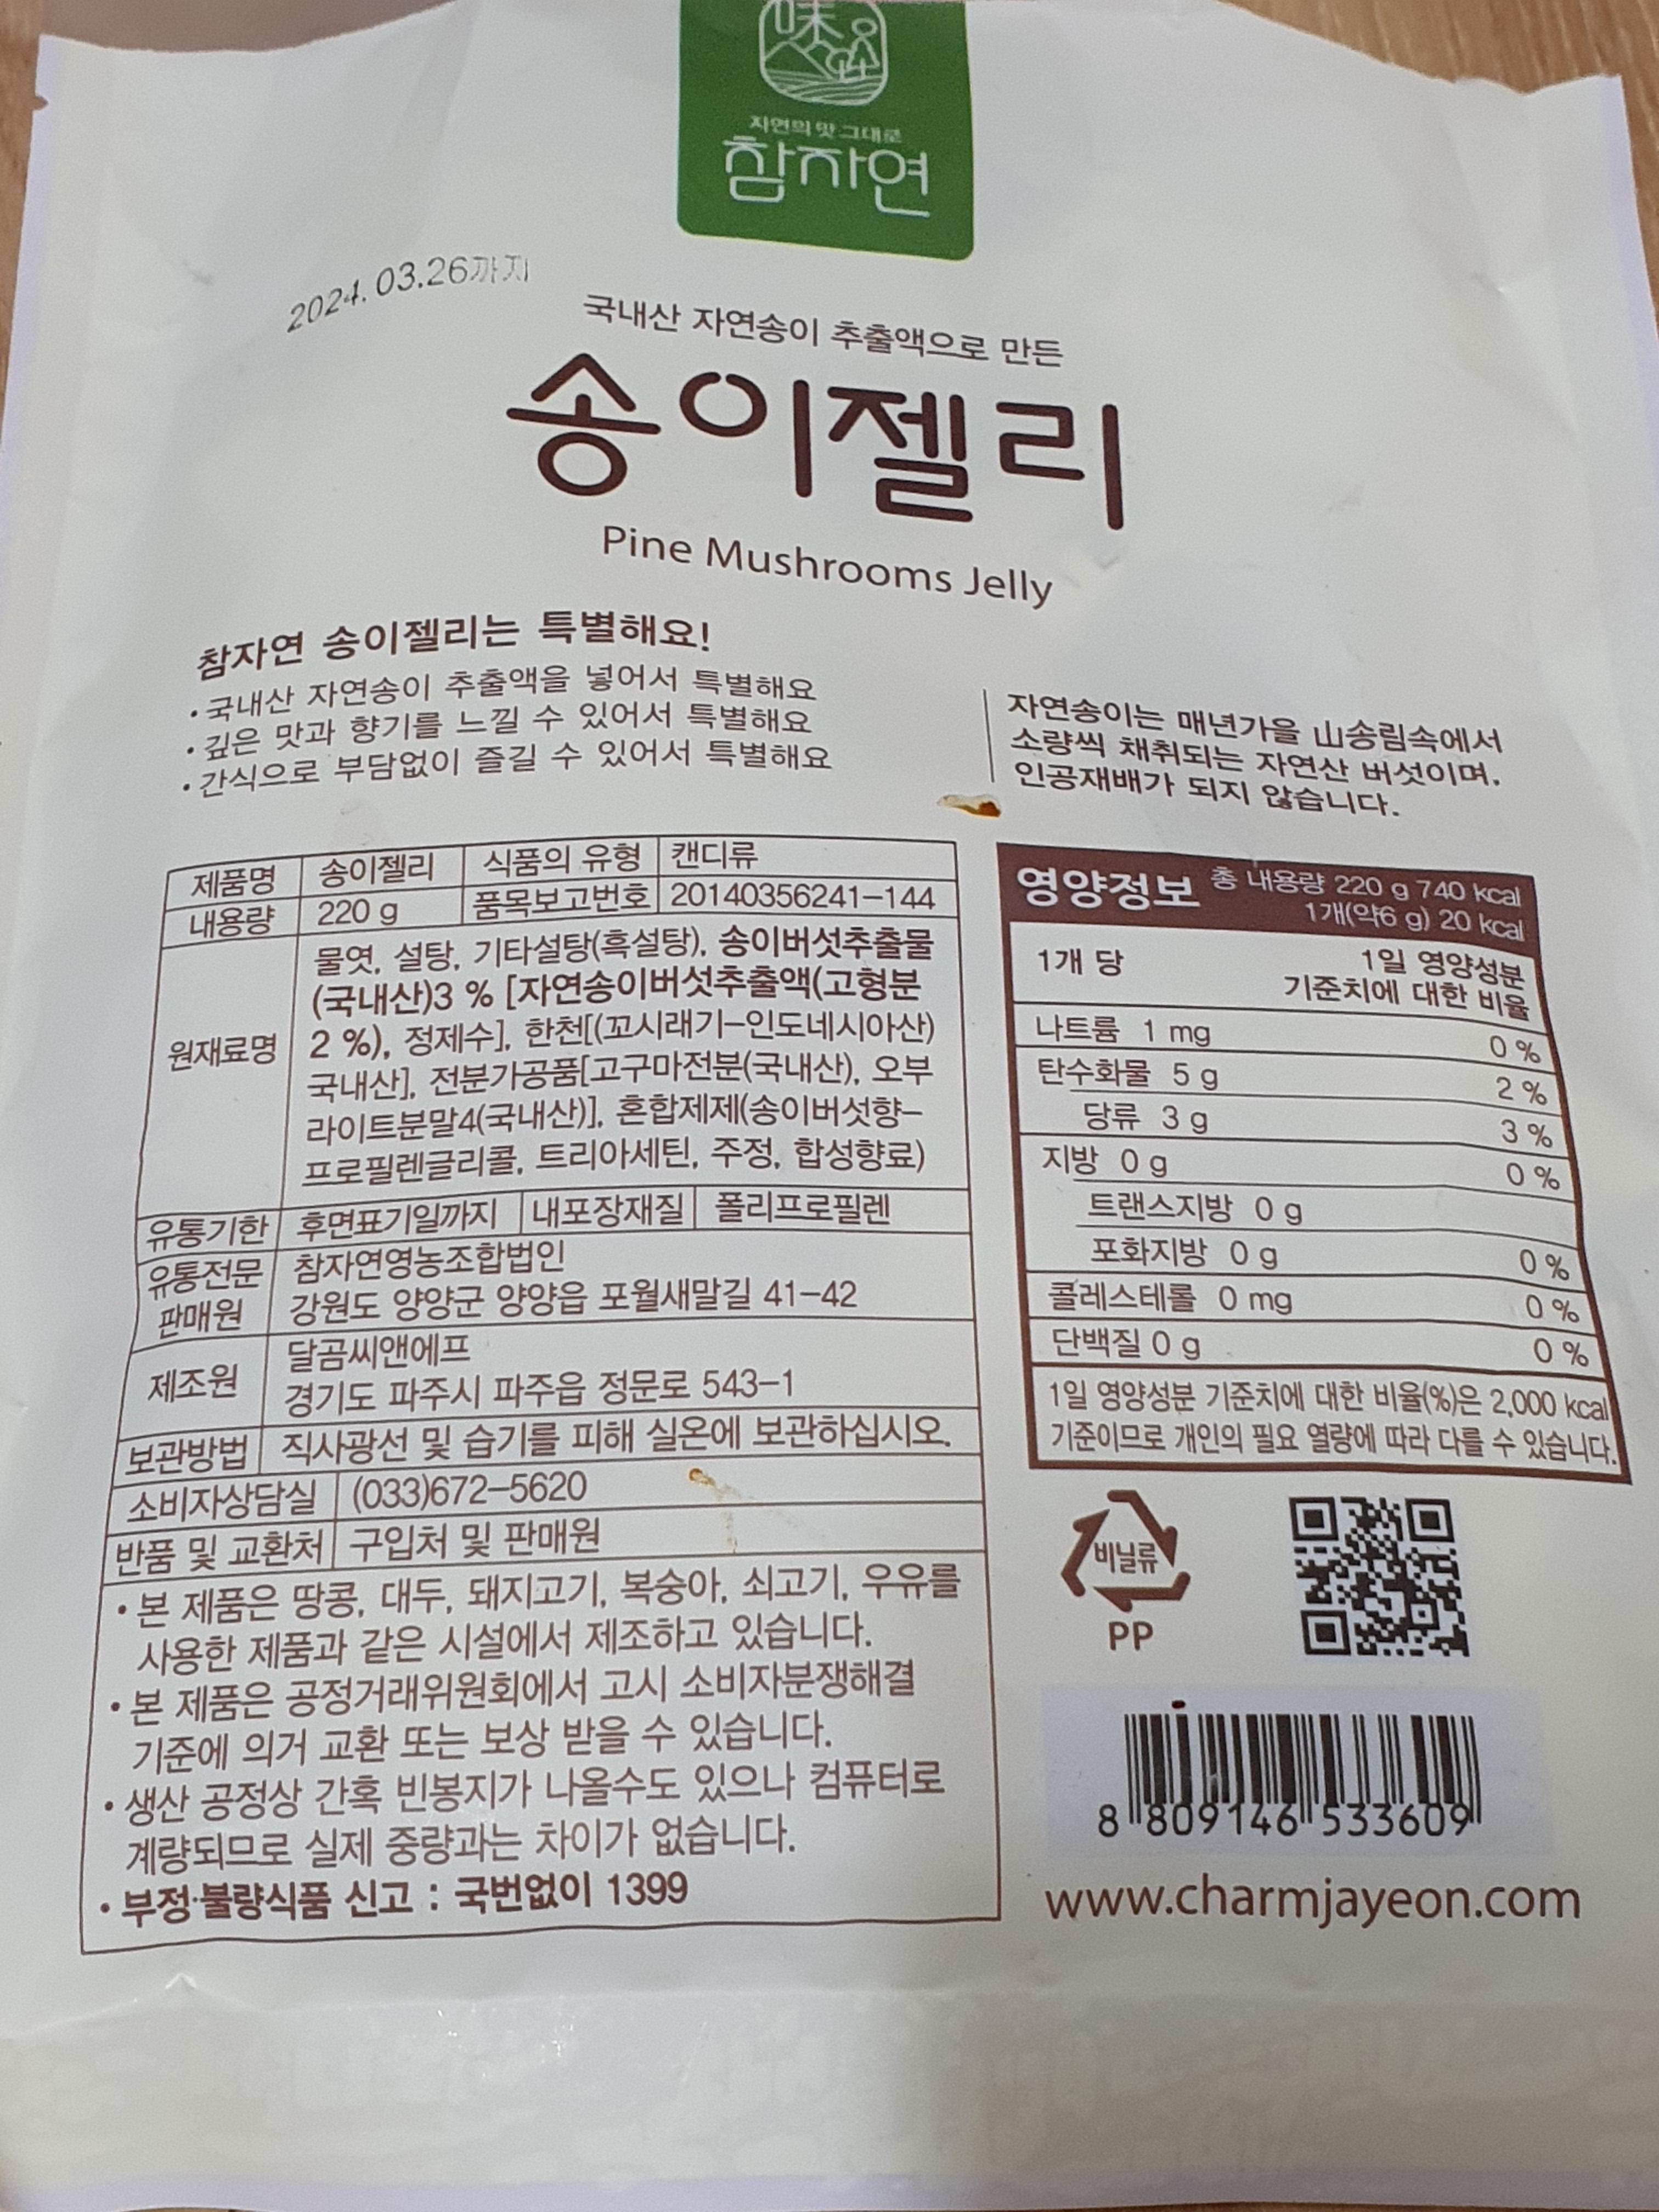 味
자연의 맛 그대로
참자연
2024.03.26까지
국내산 자연송이 추출액으로 만든
송이젤리
Pine Mushrooms Jelly
참자연 송이젤리는 특별해요!
· 국내산 자연송이 추출액을 넣어서 특별해요
· 깊은 맛과 향기를 느낄 수 있어서 특별해요
· 간식으로 부담없이 즐길 수 있어서 특별해요
자연송이는 매년가을 山송림속에서
소량씩 채취되는 자연산 버섯이며,
인공재배가 되지 않습니다.
제품명 송이젤리 식품의 유형 캔디류
내용량 220 g 품목보고번호 20140356241-144
원재료명
물엿, 설탕, 기타설탕(흑설탕), 송이버섯추출물
(국내산)3 % [자연송이버섯추출액(고형분
2 %), 정제수], 한천[(꼬시래기-인도네시아산)
국내산], 전분가공품[고구마전분(국내산), 오부
라이트분말4(국내산)], 혼합제제(송이버섯향-
프로필렌글리콜, 트리아세틴, 주정, 합성향료)
유통기한 후면표기일까지 내포장재질 폴리프로필렌
유통전문
판매원
참자연영농조합법인
강원도 양양군 양양읍 포월새말길 41-42
제조원
달곰씨앤에프
경기도 파주시 파주읍 정문로 543-1
보관방법 직사광선 및 습기를 피해 실온에 보관하십시오.
소비자상담실 (033)672-5620
반품 및 교환처 구입처 및 판매원
· 본 제품은 땅콩, 대두, 돼지고기, 복숭아, 쇠고기, 우유를
사용한 제품과 같은 시설에서 제조하고 있습니다.
· 본 제품은 공정거래위원회에서 고시 소비자분쟁해결
기준에 의거 교환 또는 보상 받을 수 있습니다.
· 생산 공정상 간혹 빈봉지가 나올수도 있으나 컴퓨터로
계량되므로 실제 중량과는 차이가 없습니다.
· 부정·불량식품 신고 : 국번없이 1399
영양정보 총 내용량 220 g 740 kcal
1개(약6 g) 20 kcal
1개 당 1일 영양성분
기준치에 대한 비율
나트륨 1 mg 0 %
탄수화물 5 g 2 %
당류 3 g 3 %
지방 0 g 0 %
트랜스지방 0 g
포화지방 0 g 0 %
콜레스테롤 0 mg 0 %
단백질 0 g 0 %
1일 영양성분 기준치에 대한 비율(%)은 2,000 kcal
기준이므로 개인의 필요 열량에 따라 다를 수 있습니다.
비닐류
PP
8 809146 533609
www.charmjayeon.com